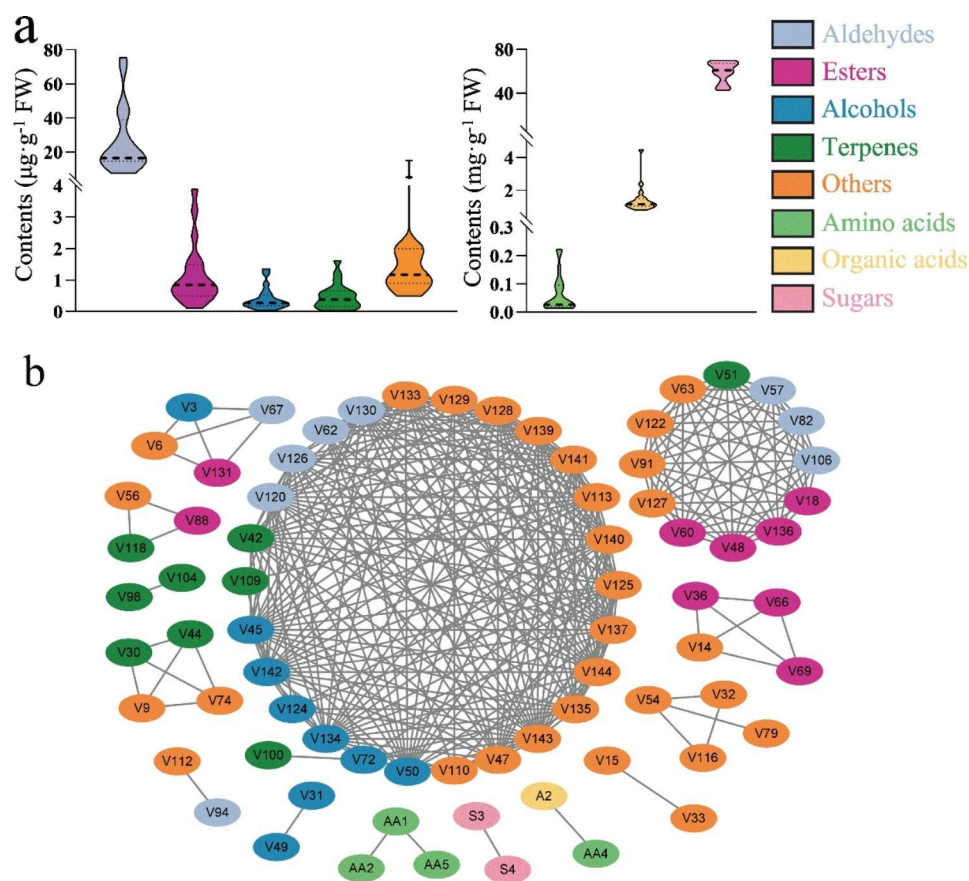 a
Contents (µg·g⁻¹ FW)
80
60
40
20
4
3
2
1
0
Contents (mg·g⁻¹ FW)
80
40
4
2
0.3
0.2
0.1
0.0
Aldehydes
Esters
Alcohols
Terpenes
Others
Amino acids
Organic acids
Sugars
b
V3
V67
V6
V131
V56
V88
V118
V104
V98
V44
V30
V9
V74
V112
V94
V133
V129
V130
V128
V62
V139
V126
V141
V120
V113
V42
V140
V109
V125
V45
V137
V142
V144
V124
V135
V134
V143
V100
V72
V50
V110
V47
V51
V63
V57
V122
V82
V91
V106
V127
V18
V60
V48
V136
V36
V66
V14
V69
V54
V32
V79
V116
V15
V33
V31
V49
AA1
AA2
AA5
S3
S4
A2
AA4